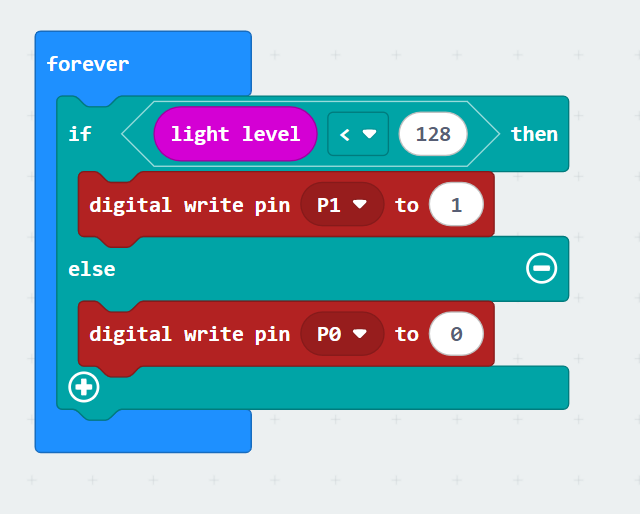 forever
if light level < 128 then
digital write pin P1 to 1
else
digital write pin P0 to 0